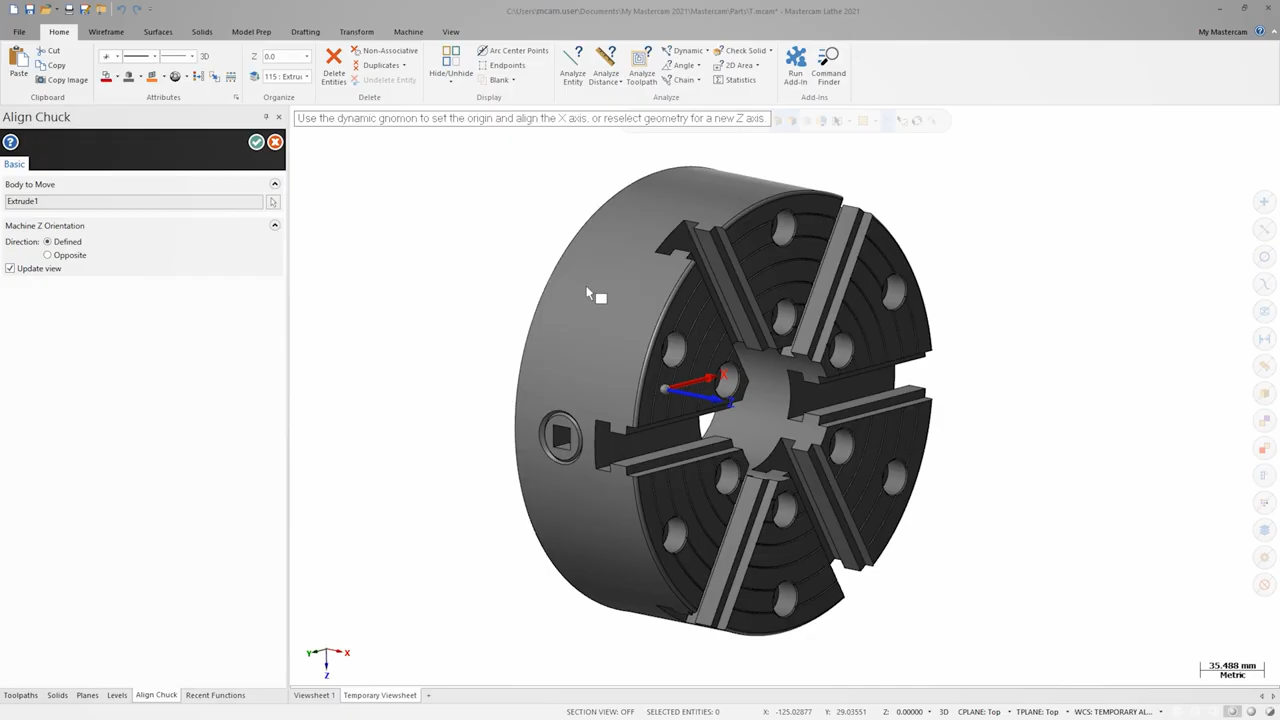 C:\Users\mcam.user\Documents\My Mastercam 2021\Mastercam\Parts\T.mcam* - Mastercam Lathe 2021
File Home Wireframe Surfaces Solids Model Prep Drafting Transform Machine View My Mastercam
Paste Cut Copy Copy Image Clipboard
3D Attributes
Z 0.0 115 : Extru Organize
Delete Entities Non-Associative Duplicates Undelete Entity Delete
Hide/Unhide Arc Center Points Endpoints Blank Display
Analyze Entity Analyze Distance Analyze Toolpath Dynamic Angle Chain Check Solid 2D Area Statistics Analyze
Run Add-In Command Finder Add-Ins
Align Chuck
Use the dynamic gnomon to set the origin and align the X axis, or reselect geometry for a new Z axis.
Basic
Body to Move
Extrude1
Machine Z Orientation
Direction: Defined
Opposite
Update view
X
Z
Y X
Z
35.488 mm
Metric
Toolpaths Solids Planes Levels Align Chuck Recent Functions Viewsheet 1 Temporary Viewsheet +
SECTION VIEW: OFF SELECTED ENTITIES: 0 X: -125.02877 Y: 29.03551 Z: 0.00000 3D CPLANE: Top TPLANE: Top WCS: TEMPORARY AL...